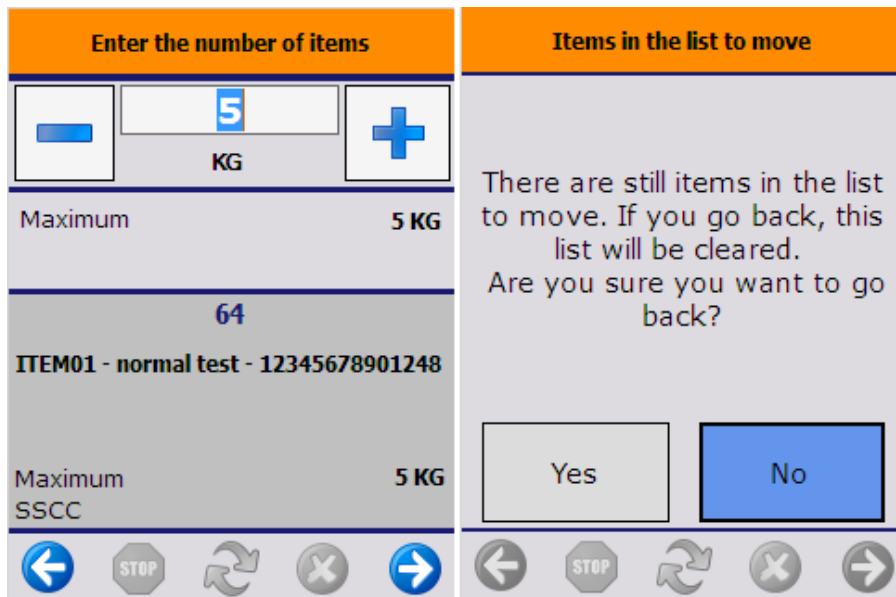 Enter the number of items
5
KG
Maximum 5 KG
64
ITEM01 - normal test - 12345678901248
Maximum 5 KG
SSCC
STOP
Items in the list to move
There are still items in the list
to move. If you go back, this
list will be cleared.
Are you sure you want to go
back?
Yes No
STOP